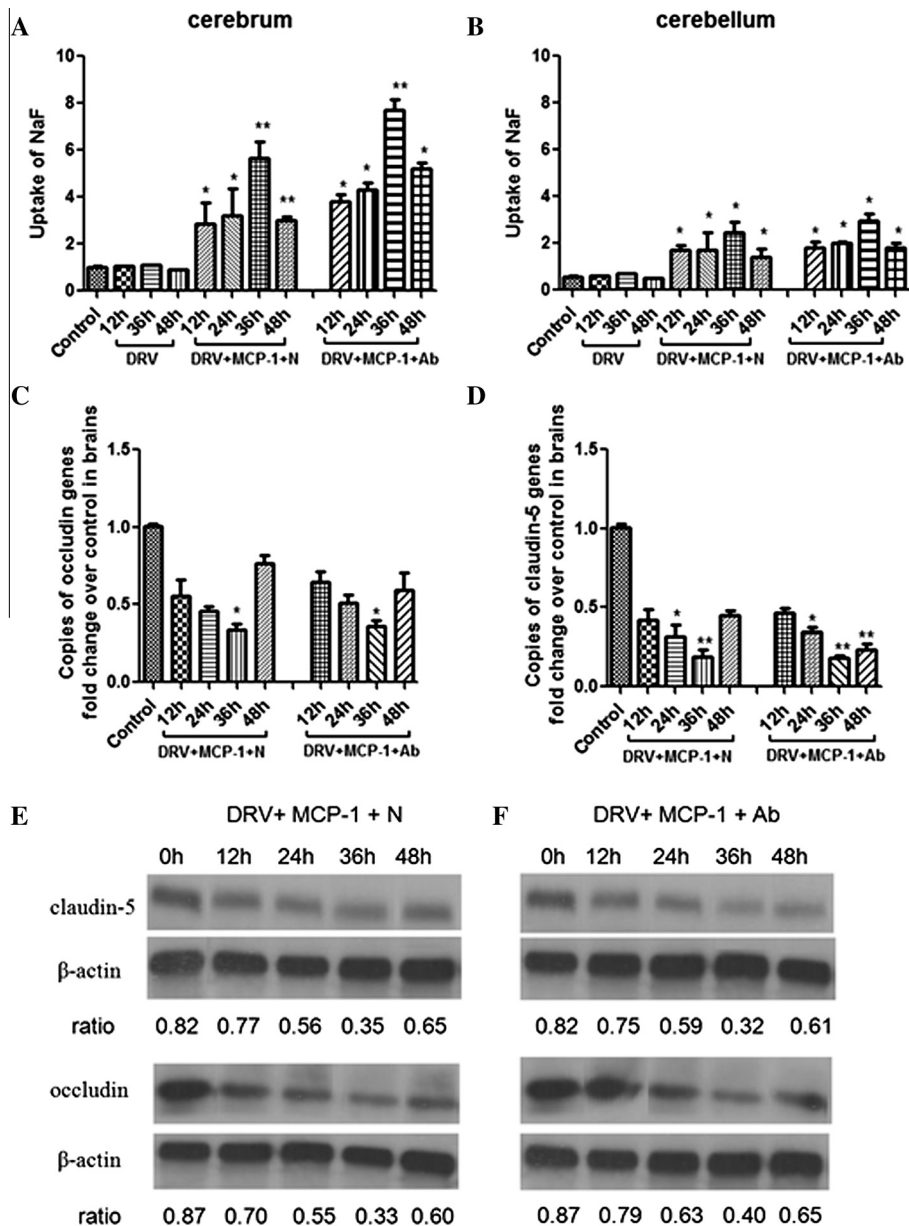 A
cerebrum
B
cerebellum
Uptake of NaF
10
8
6
4
2
0
* * ** ** * * ** *
Control 12h 36h 48h 12h 24h 36h 48h 12h 24h 36h 48h
DRV DRV+MCP-1+N DRV+MCP-1+Ab
Uptake of NaF
10
8
6
4
2
0
* * * * * * * *
Control 12h 36h 48h 12h 24h 36h 48h 12h 24h 36h 48h
DRV DRV+MCP-1+N DRV+MCP-1+Ab
C
D
Copies of occludin genes
fold change over control in brains
1.5
1.0
0.5
0.0
* *
Control 12h 24h 36h 48h 12h 24h 36h 48h
DRV+MCP-1+N DRV+MCP-1+Ab
Copies of claudin-5 genes
fold change over control in brains
1.5
1.0
0.5
0.0
* ** * ** **
Control 12h 24h 36h 48h 12h 24h 36h 48h
DRV+MCP-1+N DRV+MCP-1+Ab
E
DRV+ MCP-1 + N
F
DRV+ MCP-1 + Ab
0h 12h 24h 36h 48h
0h 12h 24h 36h 48h
claudin-5
β-actin
ratio 0.82 0.77 0.56 0.35 0.65
0.82 0.75 0.59 0.32 0.61
occludin
β-actin
ratio 0.87 0.70 0.55 0.33 0.60
0.87 0.79 0.63 0.40 0.65